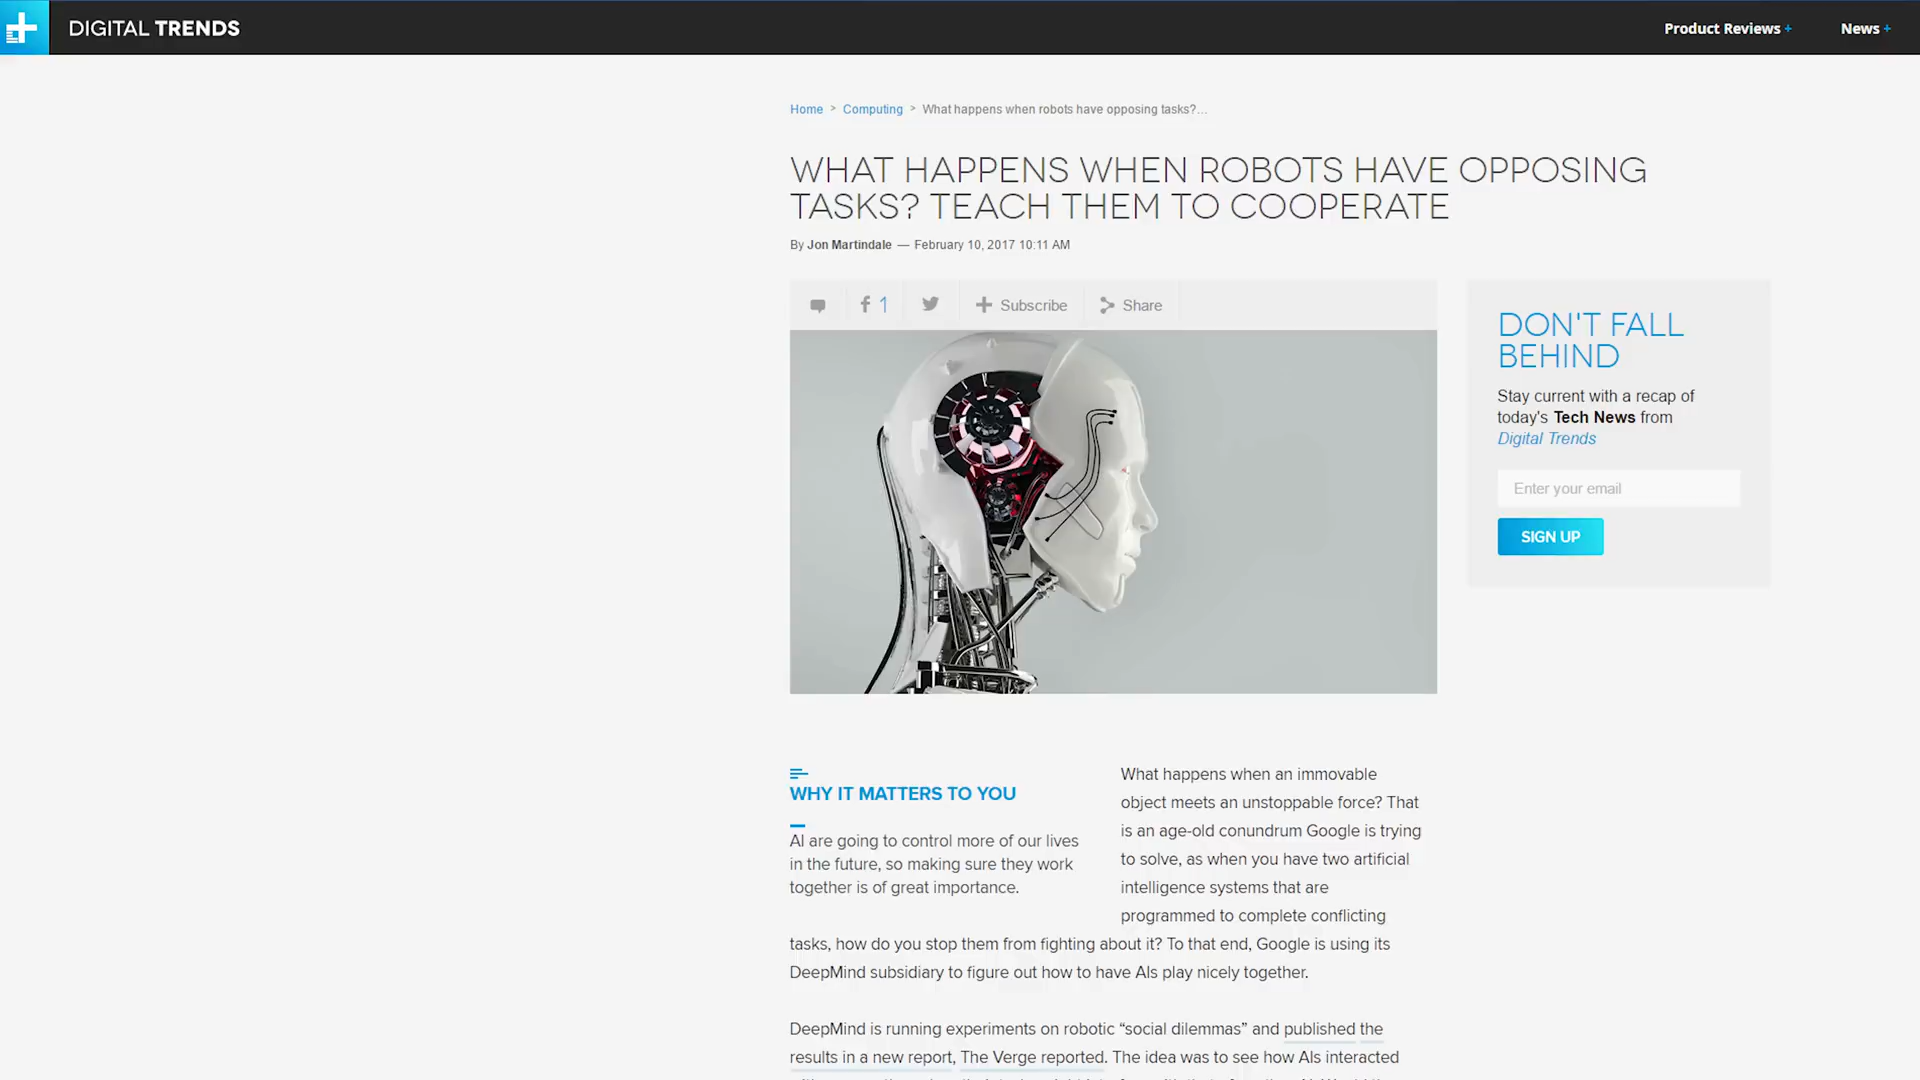 DIGITAL TRENDS
Product Reviews +
News +
Home > Computing > What happens when robots have opposing tasks?...
WHAT HAPPENS WHEN ROBOTS HAVE OPPOSING
TASKS? TEACH THEM TO COOPERATE
By Jon Martindale — February 10, 2017 10:11 AM
1
Subscribe
Share
DON'T FALL
BEHIND
Stay current with a recap of
today's Tech News from
Digital Trends
Enter your email
SIGN UP
WHY IT MATTERS TO YOU
AI are going to control more of our lives
in the future, so making sure they work
together is of great importance.
What happens when an immovable
object meets an unstoppable force? That
is an age-old conundrum Google is trying
to solve, as when you have two artificial
intelligence systems that are
programmed to complete conflicting
tasks, how do you stop them from fighting about it? To that end, Google is using its
DeepMind subsidiary to figure out how to have AIs play nicely together.
DeepMind is running experiments on robotic “social dilemmas” and published the
results in a new report, The Verge reported. The idea was to see how AIs interacted